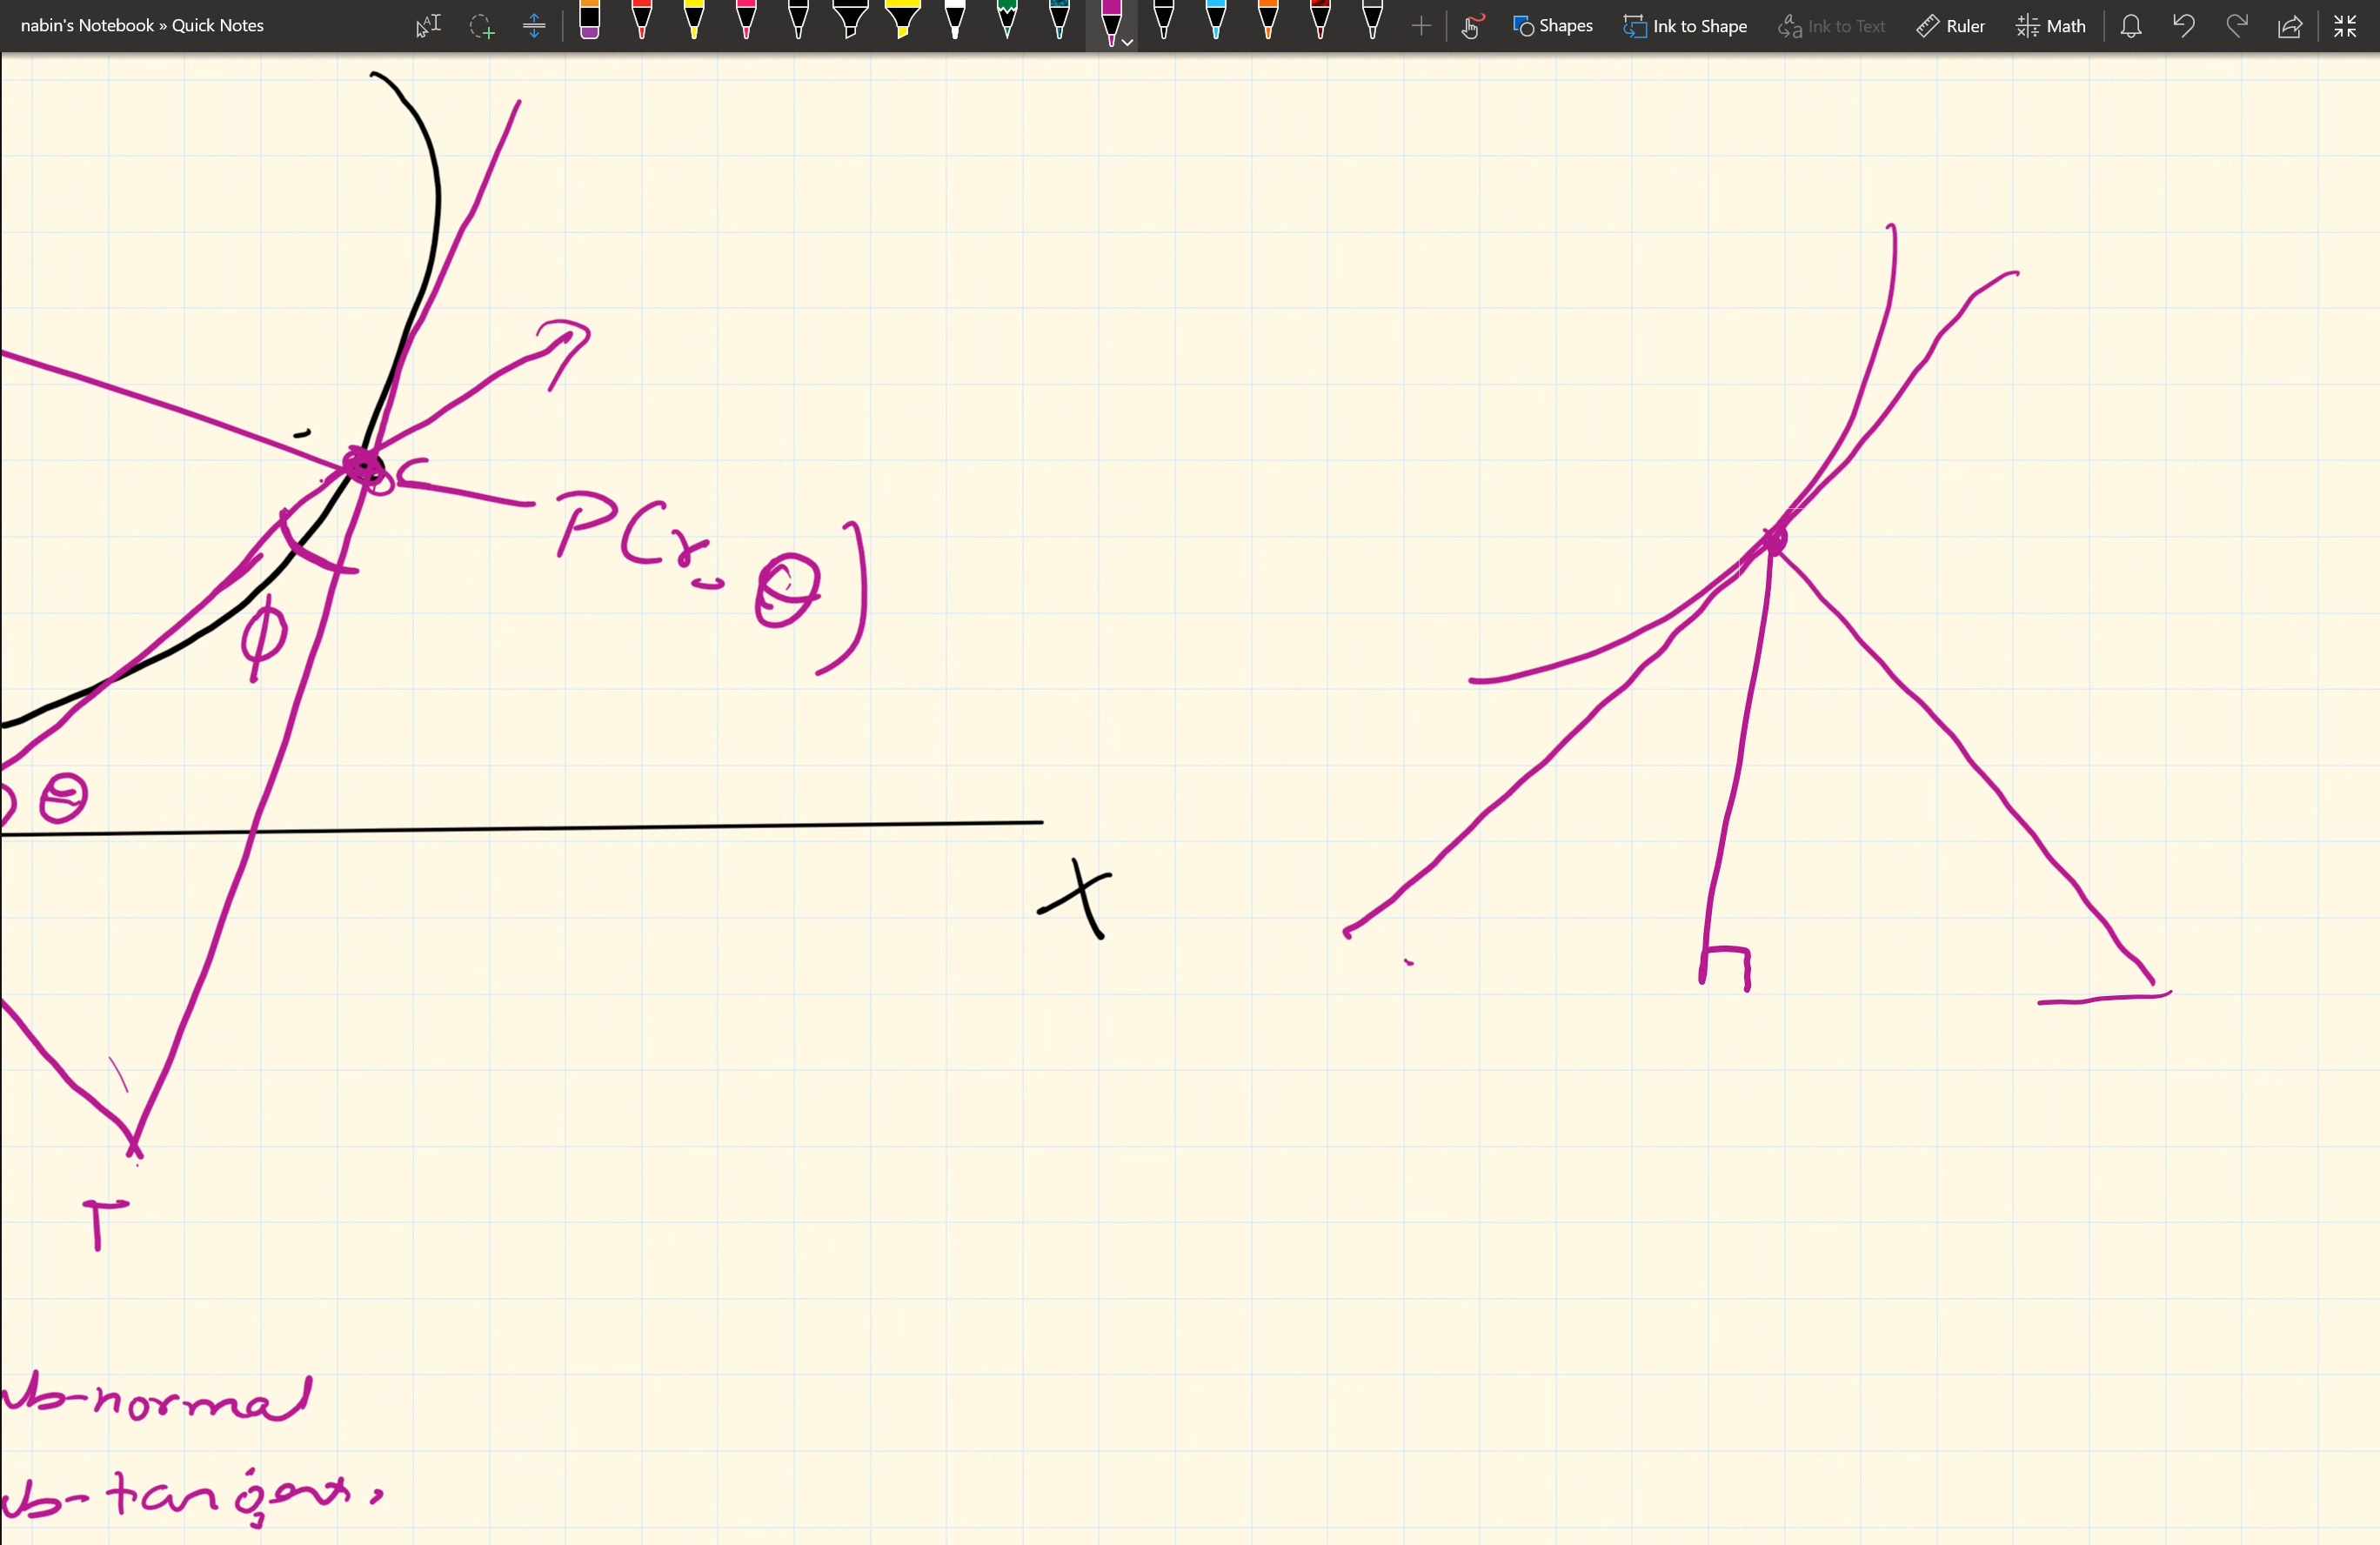 nabin's Notebook » Quick Notes
Shapes
Ink to Shape
Ink to Text
Ruler
Math
P(r, θ)
ϕ
θ
X
T
ub-normal
ub-tangent,